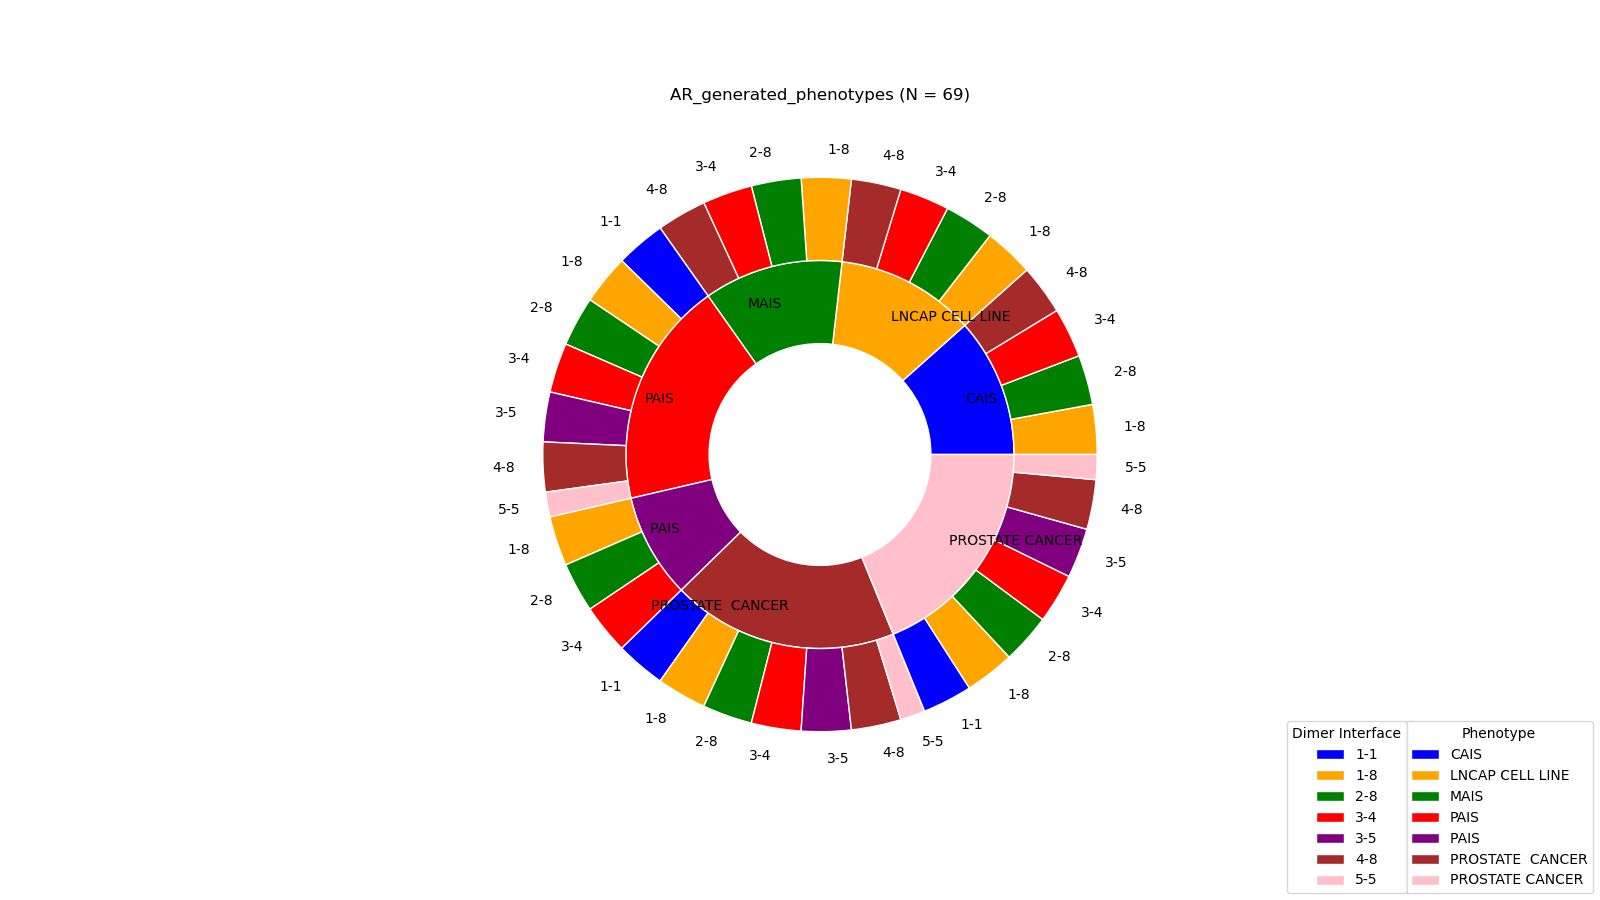 AR_generated_phenotypes (N = 69)
1-8
4-8
3-4
2-8
1-8
4-8
3-4
2-8
1-8
5-5
4-8
3-5
3-4
2-8
1-8
1-1
5-5
4-8
3-5
3-4
2-8
1-8
1-1
3-4
2-8
1-8
5-5
4-8
3-5
3-4
2-8
1-8
1-1
4-8
3-4
2-8
MAIS
LNCAP CELL LINE
CAIS
PROSTATE CANCER
PROSTATE  CANCER
PAIS
PAIS
Dimer Interface
1-1
1-8
2-8
3-4
3-5
4-8
5-5
Phenotype
CAIS
LNCAP CELL LINE
MAIS
PAIS
PAIS
PROSTATE  CANCER
PROSTATE CANCER